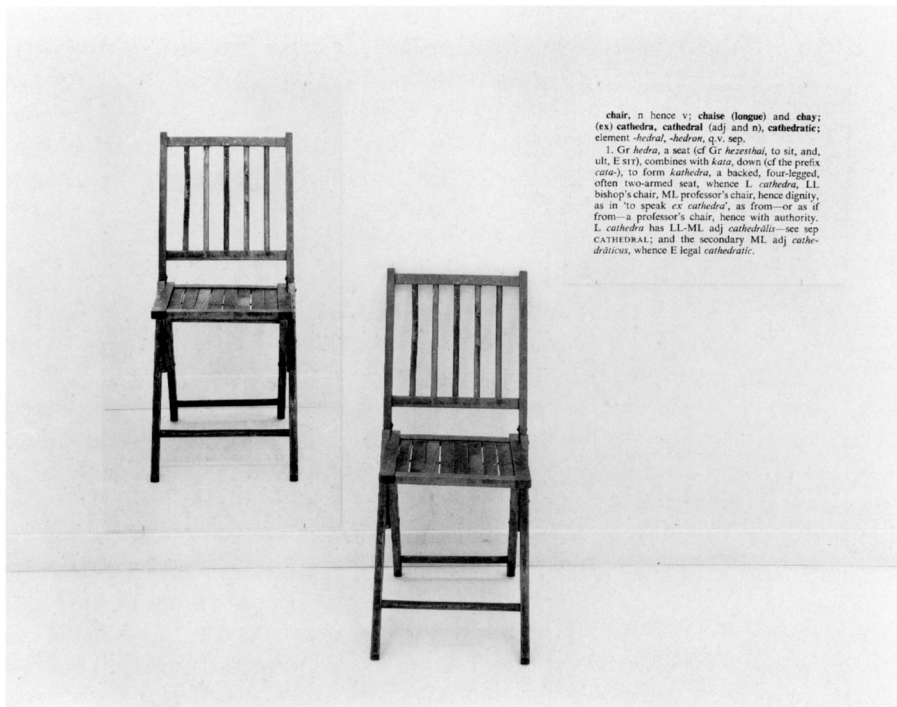 chair, n hence v; chaise (longue) and chay;
(ex) cathedra, cathedral (adj and n), cathedratic;
element -hedral, -hedron, q.v. sep.
1. Gr hedra, a seat (cf Gr hezesthai, to sit, and,
ult, E SIT), combines with kata, down (cf the prefix
cata-), to form kathedra, a backed, four-legged,
often two-armed seat, whence L cathedra, LL
bishop's chair, ML professor's chair, hence dignity,
as in 'to speak ex cathedra', as from—or as if
from—a professor's chair, hence with authority.
L cathedra has LL-ML adj cathedrālis—see sep
CATHEDRAL; and the secondary ML adj cathe-
drāticus, whence E legal cathedratic.